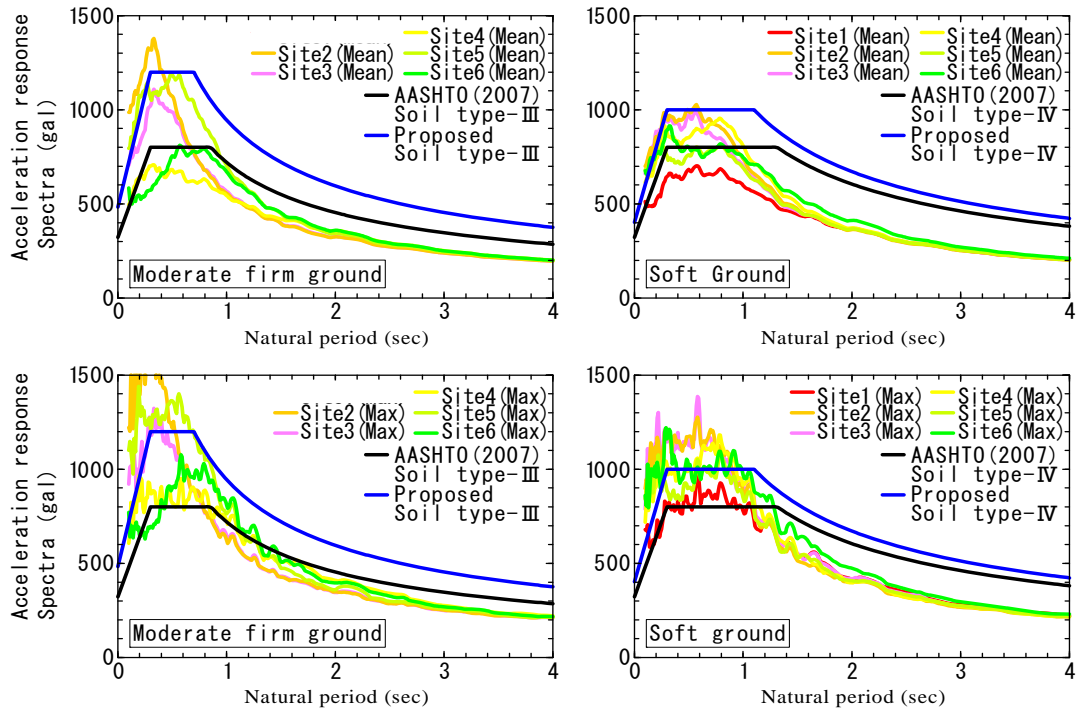 Acceleration response
Spectra (gal)
1500
1000
500
0
Site2(Mean)
Site3(Mean)
Site4(Mean)
Site5(Mean)
Site6(Mean)
AASHTO(2007)
Soil type-Ⅲ
Proposed
Soil type-Ⅲ
Moderate firm ground
0 1 2 3 4
Natural period (sec)
1500
1000
500
0
Site1(Mean)
Site2(Mean)
Site3(Mean)
Site4(Mean)
Site5(Mean)
Site6(Mean)
AASHTO(2007)
Soil type-Ⅳ
Proposed
Soil type-Ⅳ
Soft Ground
0 1 2 3 4
Natural period (sec)
Acceleration response
Spectra (gal)
1500
1000
500
0
Site2(Max)
Site3(Max)
Site4(Max)
Site5(Max)
Site6(Max)
AASHTO(2007)
Soil type-Ⅲ
Proposed
Soil type-Ⅲ
Moderate firm ground
0 1 2 3 4
Natural period (sec)
1500
1000
500
0
Site1(Max)
Site2(Max)
Site3(Max)
Site4(Max)
Site5(Max)
Site6(Max)
AASHTO(2007)
Soil type-Ⅳ
Proposed
Soil type-Ⅳ
Soft ground
0 1 2 3 4
Natural period (sec)